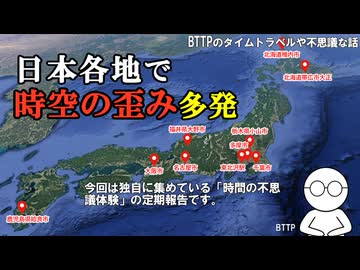 BTTPのタイムトラベルや不思議な話
北海道稚内市
日本各地で
北海道帯広市大正
時空の歪み多発
福井県大野市
栃木県小山市
多摩市
大阪市
名古屋市
東北沢駅
千葉市
今回は独自に集めている「時間の不思
議体験」の定期報告です。
鹿児島県姶良市
BTTP